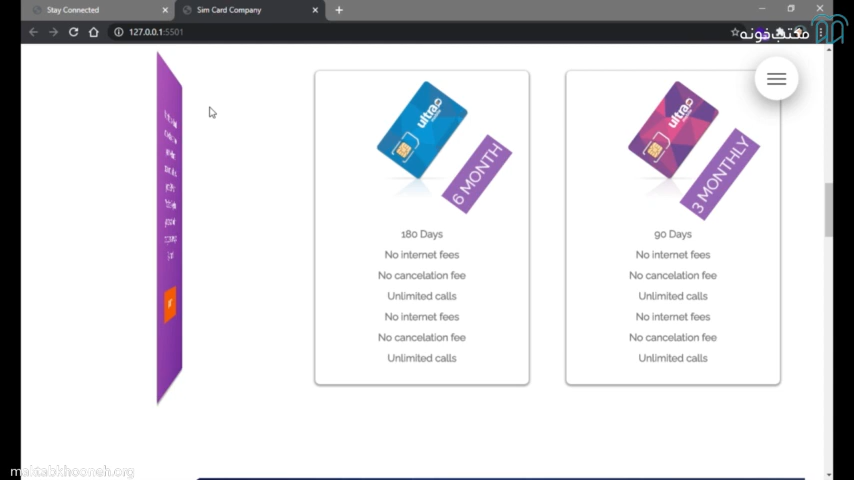 Stay Connected
Sim Card Company
127.0.0.1:5501
مکتب‌خونه
ultra
6 MONTH
180 Days
No internet fees
No cancelation fee
Unlimited calls
No internet fees
No cancelation fee
Unlimited calls
ultra
3 MONTHLY
90 Days
No internet fees
No cancelation fee
Unlimited calls
No internet fees
No cancelation fee
Unlimited calls
maktabkhooneh.org